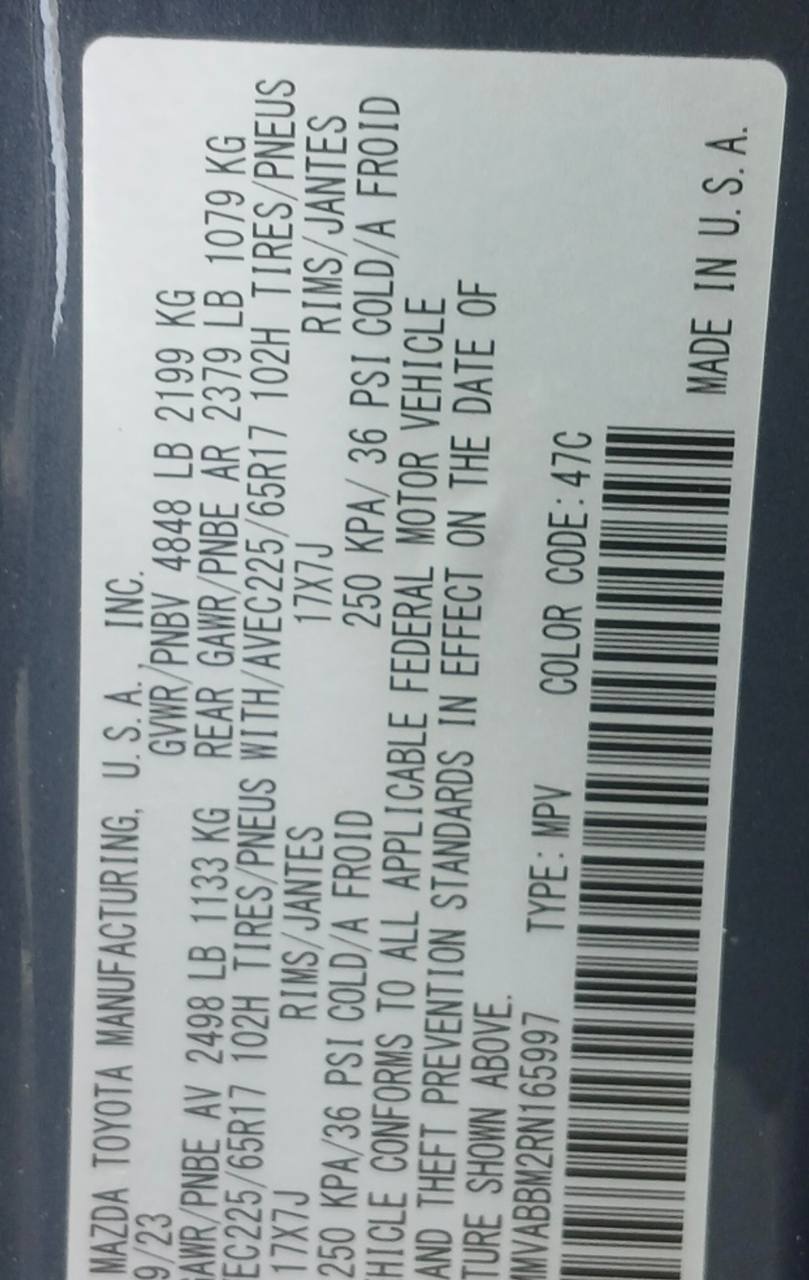 MAZDA TOYOTA MANUFACTURING, U.S.A., INC.
9/23 GVWR/PNBV 4848 LB 2199 KG
GAWR/PNBE AV 2498 LB 1133 KG REAR GAWR/PNBE AR 2379 LB 1079 KG
EC225/65R17 102H TIRES/PNEUS WITH/AVEC225/65R17 102H TIRES/PNEUS
17X7J RIMS/JANTES 17X7J RIMS/JANTES
250 KPA/36 PSI COLD/A FROID 250 KPA/ 36 PSI COLD/A FROID
HICLE CONFORMS TO ALL APPLICABLE FEDERAL MOTOR VEHICLE
AND THEFT PREVENTION STANDARDS IN EFFECT ON THE DATE OF
TURE SHOWN ABOVE.
MMVABBM2RN165997 TYPE: MPV COLOR CODE: 47C
MADE IN U.S.A.